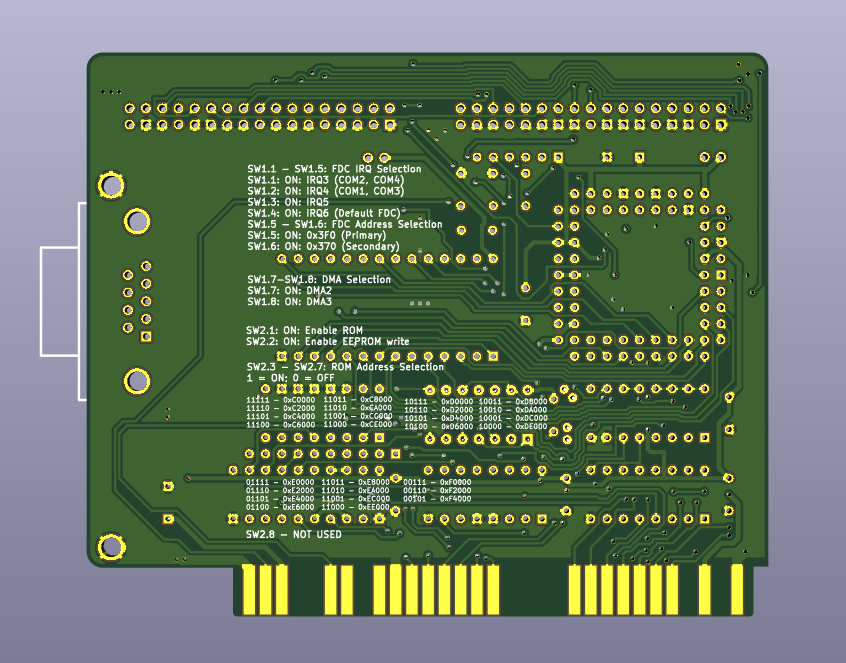 SW1.1 – SW1.5: FDC IRQ Selection
SW1.1: ON: IRQ3 (COM2, COM4)
SW1.2: ON: IRQ4 (COM1, COM3)
SW1.3: ON: IRQ5
SW1.4: ON: IRQ6 (Default FDC)
SW1.5 – SW1.6: FDC Address Selection
SW1.5: ON: 0x3F0 (Primary)
SW1.6: ON: 0x370 (Secondary)
SW1.7-SW1.8: DMA Selection
SW1.7: ON: DMA2
SW1.8: ON: DMA3
SW2.1: ON: Enable ROM
SW2.2: ON: Enable EEPROM write
SW2.3 – SW2.7: ROM Address Selection
1 = ON; 0 = OFF
11111 – 0xC0000 11011 – 0xC8000 10111 – 0xD0000 10011 – 0xD8000
11110 – 0xC2000 11010 – 0xCA000 10110 – 0xD2000 10010 – 0xDA000
11101 – 0xC4000 11001 – 0xCC000 10101 – 0xD4000 10001 – 0xDC000
11100 – 0xC6000 11000 – 0xCE000 10100 – 0xD6000 10000 – 0xDE000
01111 – 0xE0000 11011 – 0xE8000 00111 – 0xF0000
01110 – 0xE2000 11010 – 0xEA000 00110 – 0xF2000
01101 – 0xE4000 11001 – 0xEC000 00101 – 0xF4000
01100 – 0xE6000 11000 – 0xEE000
SW2.8 – NOT USED